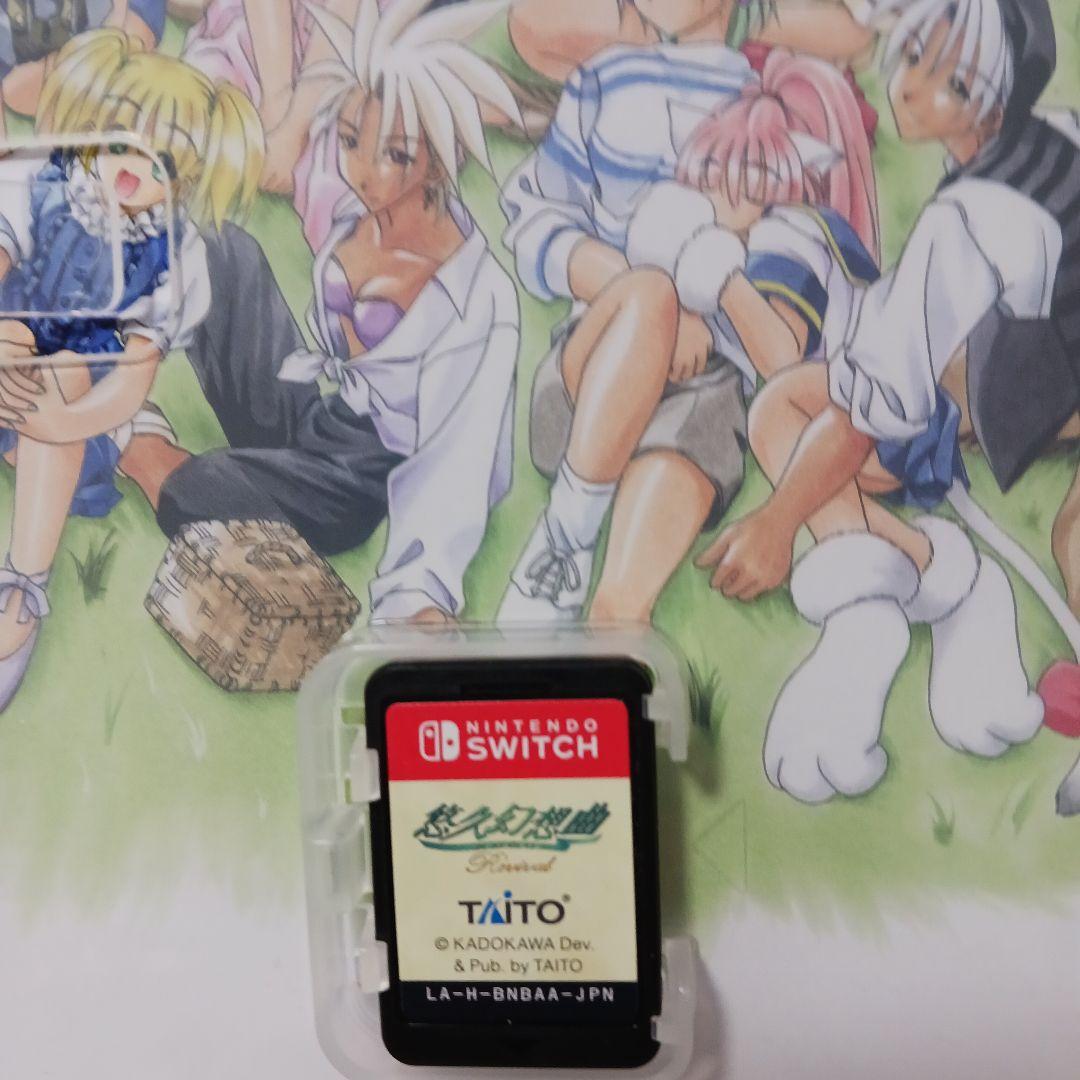 NINTENDO
SWITCH
悠久幻想曲
Revival
TAITO®
© KADOKAWA Dev.
& Pub. by TAITO
LA-H-BNBAA-JPN